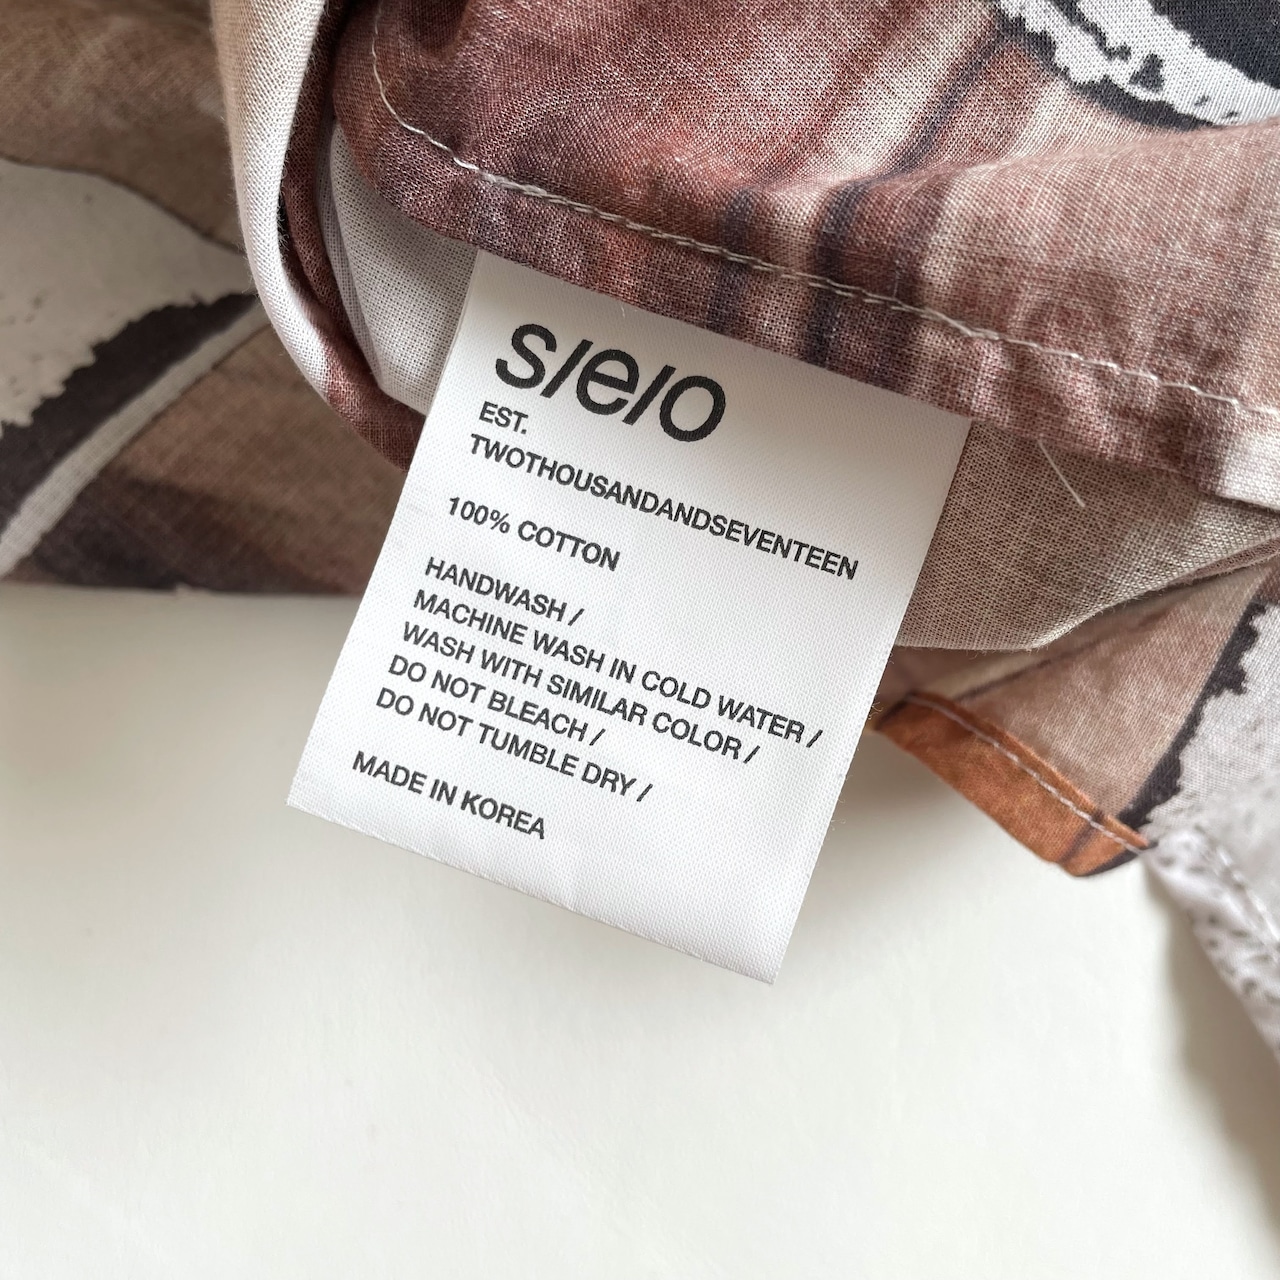 s/e/o
EST.
TWOTHOUSANDANDSEVENTEEN
100% COTTON
HANDWASH /
MACHINE WASH IN COLD WATER /
WASH WITH SIMILAR COLOR /
DO NOT BLEACH /
DO NOT TUMBLE DRY /
MADE IN KOREA